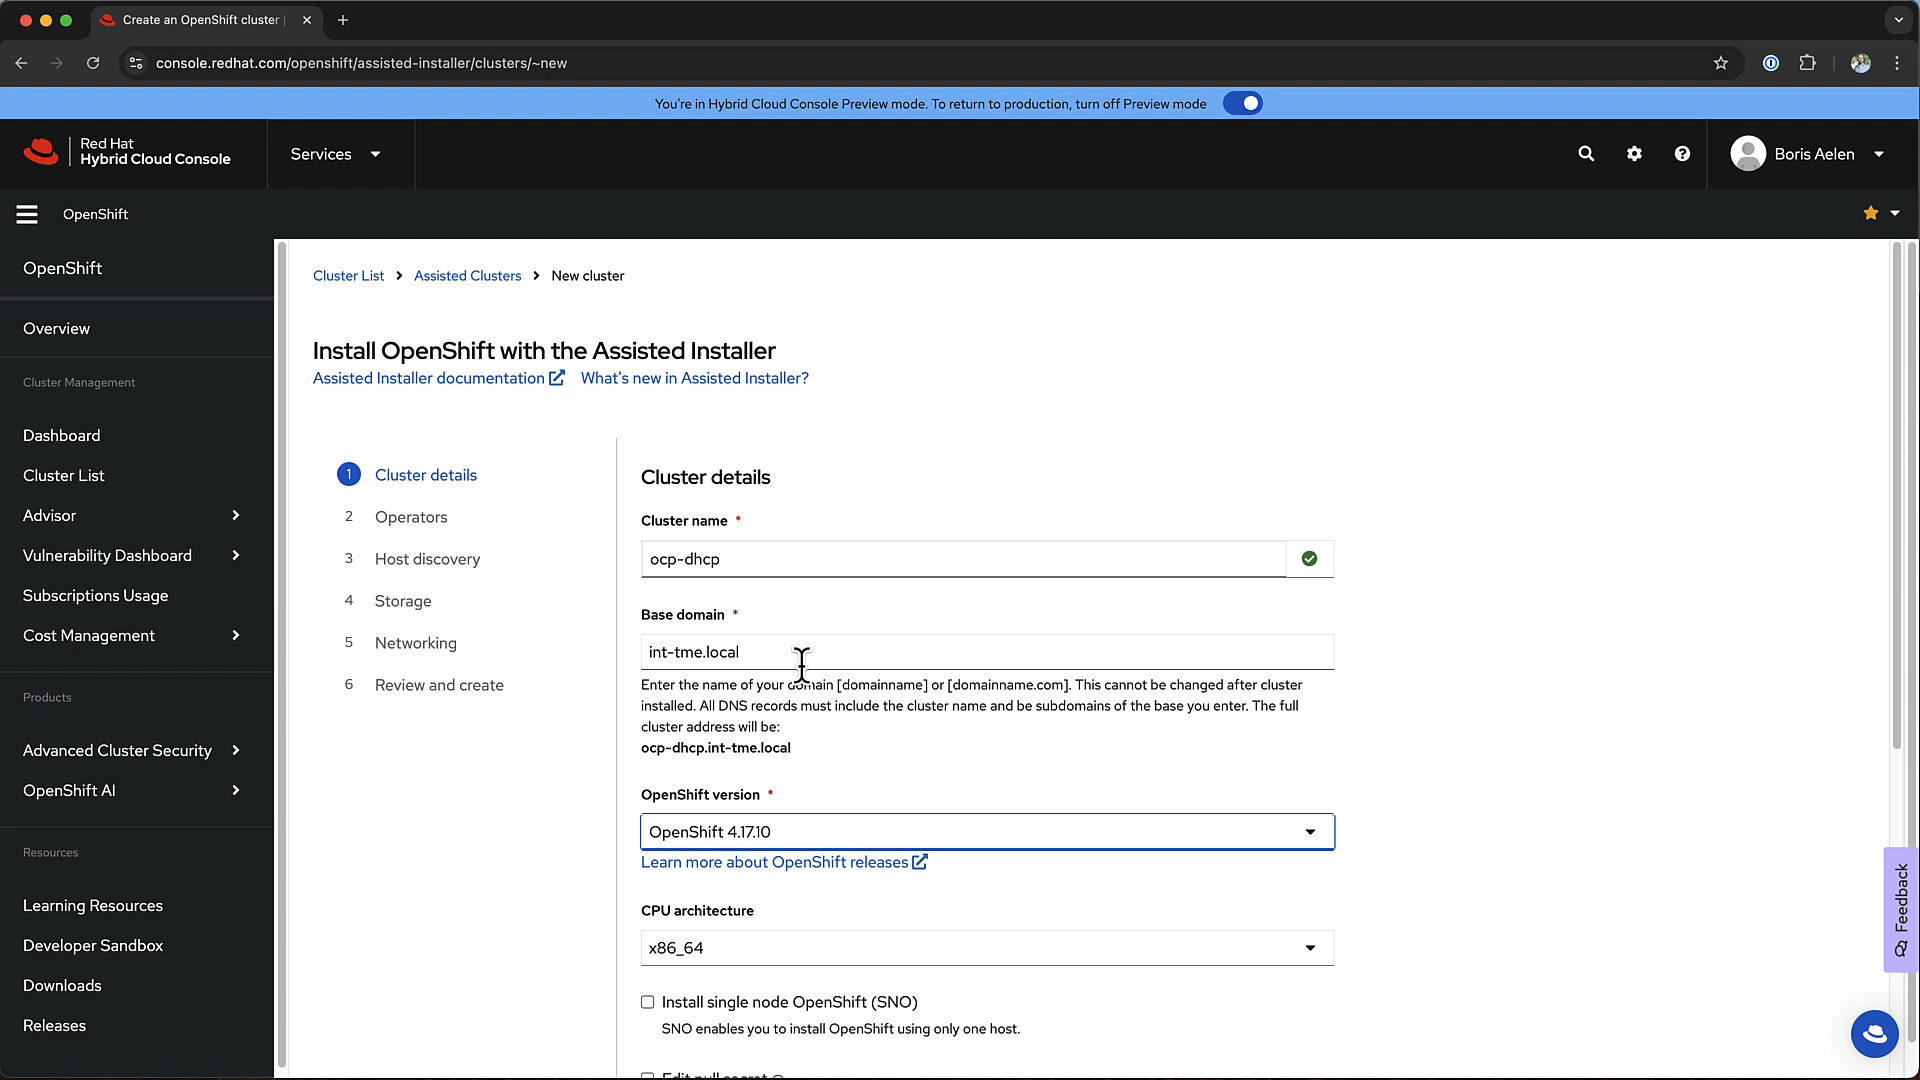 Create an OpenShift cluster |
console.redhat.com/openshift/assisted-installer/clusters/~new
You're in Hybrid Cloud Console Preview mode. To return to production, turn off Preview mode
Red Hat
Hybrid Cloud Console
Services
Boris Aelen
OpenShift
OpenShift
Overview
Cluster Management
Dashboard
Cluster List
Advisor
Vulnerability Dashboard
Subscriptions Usage
Cost Management
Products
Advanced Cluster Security
OpenShift AI
Resources
Learning Resources
Developer Sandbox
Downloads
Releases
Cluster List > Assisted Clusters > New cluster
Install OpenShift with the Assisted Installer
Assisted Installer documentation What's new in Assisted Installer?
1 Cluster details
2 Operators
3 Host discovery
4 Storage
5 Networking
6 Review and create
Cluster details
Cluster name *
ocp-dhcp
Base domain *
int-tme.local
Enter the name of your domain [domainname] or [domainname.com]. This cannot be changed after cluster
installed. All DNS records must include the cluster name and be subdomains of the base you enter. The full
cluster address will be:
ocp-dhcp.int-tme.local
OpenShift version *
OpenShift 4.17.10
Learn more about OpenShift releases
CPU architecture
x86_64
Install single node OpenShift (SNO)
SNO enables you to install OpenShift using only one host.
Edit pull secret
Feedback